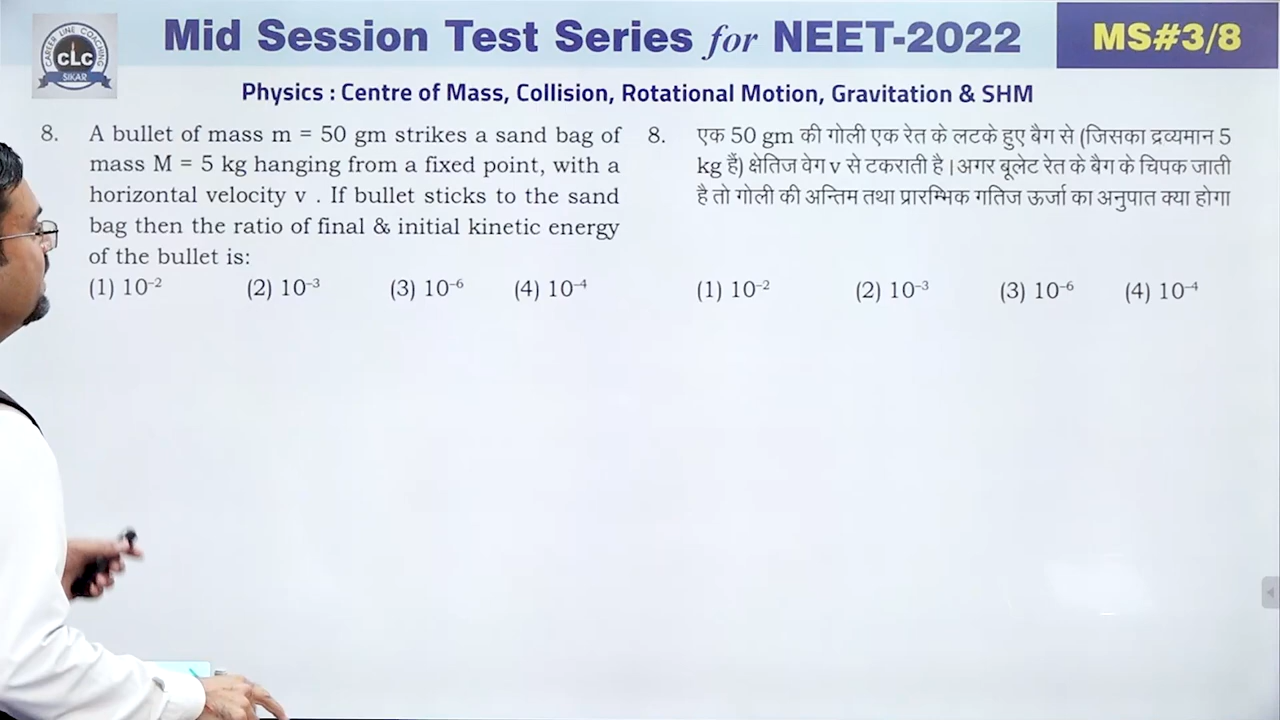 Mid Session Test Series for NEET-2022
MS#3/8
CAREER LINE COACHING
CLC
SIKAR
Physics : Centre of Mass, Collision, Rotational Motion, Gravitation & SHM
8. A bullet of mass m = 50 gm strikes a sand bag of
mass M = 5 kg hanging from a fixed point, with a
horizontal velocity v . If bullet sticks to the sand
bag then the ratio of final & initial kinetic energy
of the bullet is:
(1) 10⁻² (2) 10⁻³ (3) 10⁻⁶ (4) 10⁻⁴
8. एक 50 gm की गोली एक रेत के लटके हुए बैग से (जिसका द्रव्यमान 5
kg हैं) क्षेतिज वेग v से टकराती है।अगर बूलेट रेत के बैग के चिपक जाती
है तो गोली की अन्तिम तथा प्रारम्भिक गतिज ऊर्जा का अनुपात क्या होगा
(1) 10⁻² (2) 10⁻³ (3) 10⁻⁶ (4) 10⁻⁴